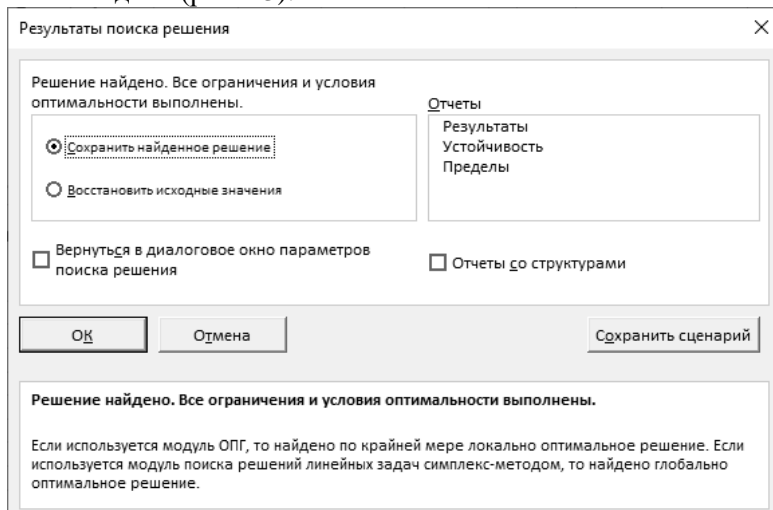 Результаты поиска решения
Решение найдено. Все ограничения и условия
оптимальности выполнены.
Отчеты
Сохранить найденное решение
Восстановить исходные значения
Результаты
Устойчивость
Пределы
Вернуться в диалоговое окно параметров
поиска решения
Отчеты со структурами
ОК
Отмена
Сохранить сценарий
Решение найдено. Все ограничения и условия оптимальности выполнены.
Если используется модуль ОПГ, то найдено по крайней мере локально оптимальное решение. Если
используется модуль поиска решений линейных задач симплекс-методом, то найдено глобально
оптимальное решение.